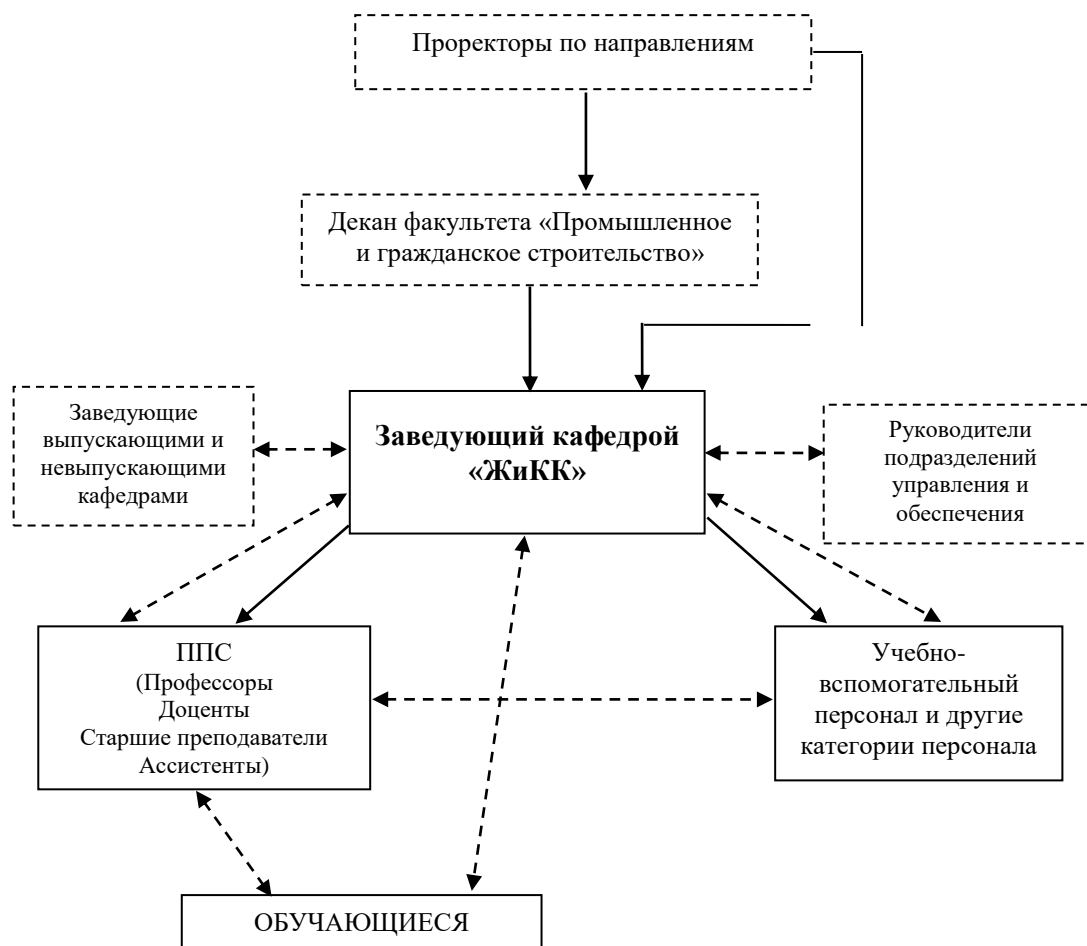 Проректоры по направлениям
Декан факультета «Промышленное
и гражданское строительство»
Заведующие
выпускающими и
невыпускающими
кафедрами
Заведующий кафедрой
«ЖиКК»
Руководители
подразделений
управления и
обеспечения
ППС
(Профессоры
Доценты
Старшие преподаватели
Ассистенты)
Учебно-
вспомогательный
персонал и другие
категории персонала
ОБУЧАЮЩИЕСЯ